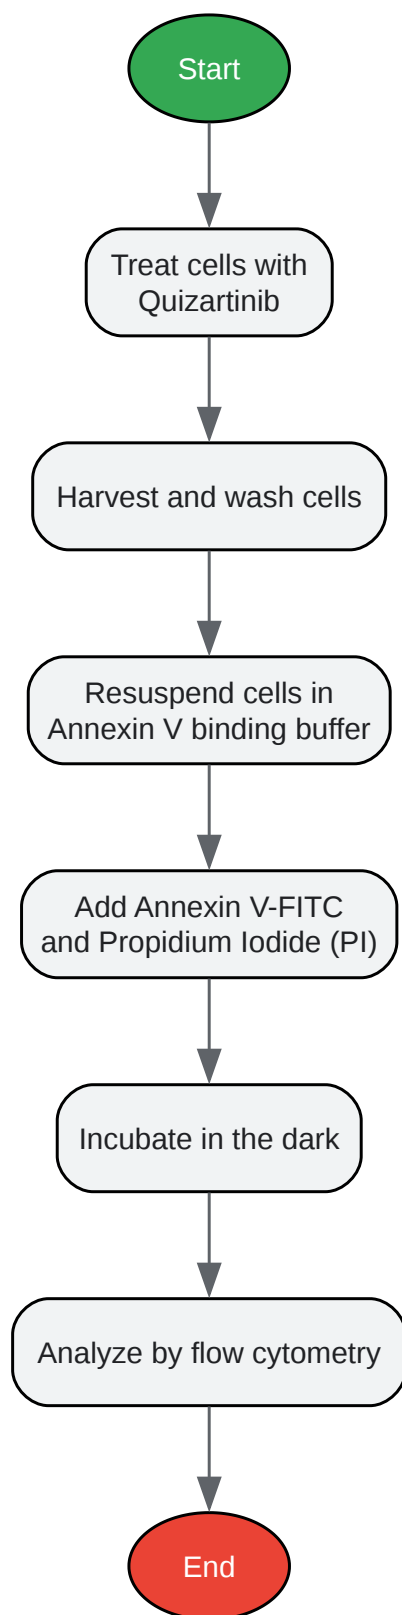 Start
Treat cells with
Quizartinib
Harvest and wash cells
Resuspend cells in
Annexin V binding buffer
Add Annexin V-FITC
and Propidium Iodide (PI)
Incubate in the dark
Analyze by flow cytometry
End